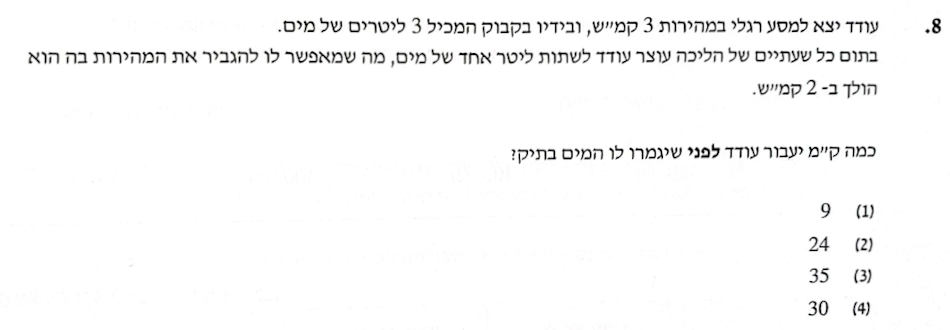 8. עודד יצא למסע רגלי במהירות 3 קמ״ש, ובידיו בקבוק המכיל 3 ליטרים של מים.
בתום כל שעתיים של הליכה עוצר עודד לשתות ליטר אחד של מים, מה שמאפשר לו להגביר את המהירות בה הוא
הולך ב- 2 קמ״ש.
כמה ק״מ יעבור עודד לפני שיגמרו לו המים בתיק?
(1) 9
(2) 24
(3) 35
(4) 30